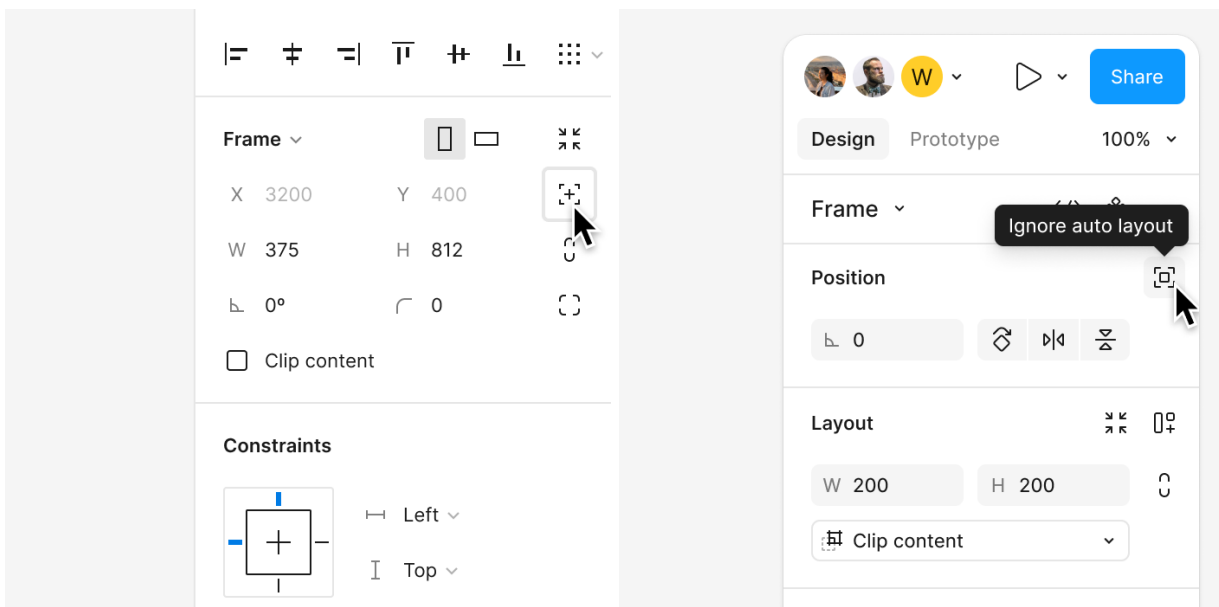 Frame
X 3200 Y 400
W 375 H 812
0º 0
Clip content
Constraints
Left
Top
W
Share
Design Prototype 100%
Frame
Ignore auto layout
Position
0
Layout
W 200 H 200
Clip content